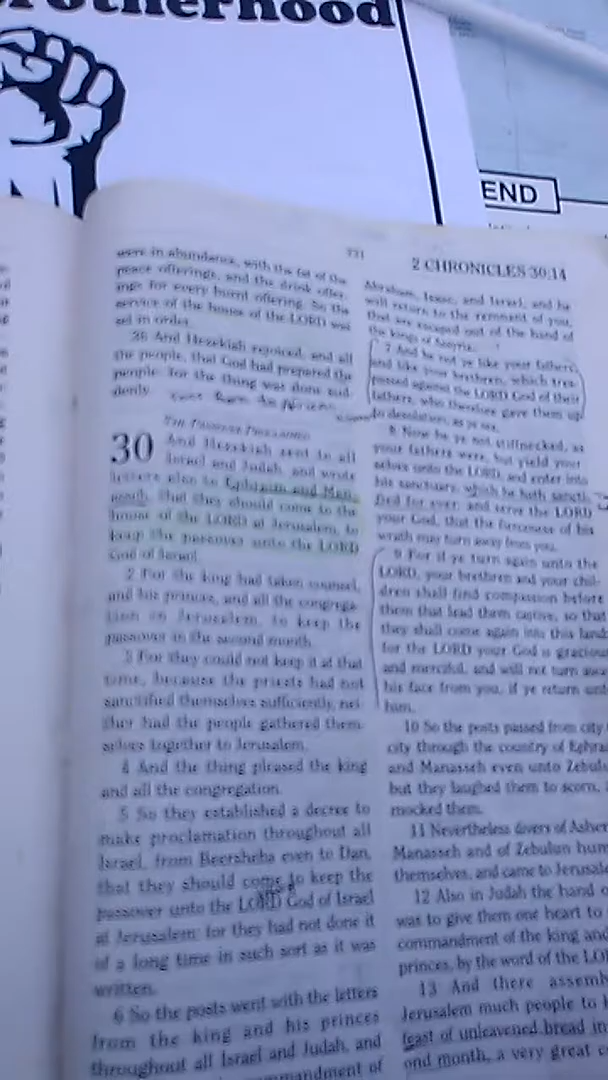 rotherhood
END
721
2 CHRONICLES 30:14
were in abundance, with the fat of the
peace offerings, and the drink offer-
ings for every burnt offering. So the
service of the house of the LORD was
set in order.
36 And Hezekiah rejoiced, and all
the people, that God had prepared the
people: for the thing was done sud-
denly.
30 And Hezekiah sent to all
Israel and Judah, and wrote
letters also to Ephraim and Man-
asseh, that they should come to the
house of the LORD at Jerusalem, to
keep the passover unto the LORD
God of Israel.
2 For the king had taken counsel,
and his princes, and all the congrega-
tion in Jerusalem, to keep the
passover in the second month.
3 For they could not keep it at that
time, because the priests had not
sanctified themselves sufficiently, nei-
ther had the people gathered them-
selves together to Jerusalem.
4 And the thing pleased the king
and all the congregation.
5 So they established a decree to
make proclamation throughout all
Israel, from Beersheba even to Dan,
that they should come to keep the
passover unto the LORD God of Israel
at Jerusalem: for they had not done it
of a long time in such sort as it was
written.
6 So the posts went with the letters
from the king and his princes
throughout all Israel and Judah, and
commandment of
Abraham, Isaac, and Israel, and he
will return to the remnant of you,
that are escaped out of the hand of
the kings of Assyria.
7 And be not ye like your fathers,
and like your brethren, which tres-
passed against the LORD God of their
fathers, who therefore gave them up
to desolation, as ye see.
8 Now be ye not stiffnecked, as
your fathers were, but yield your-
selves unto the LORD, and enter into
his sanctuary, which he hath sancti-
fied for ever: and serve the LORD
your God, that the fierceness of his
wrath may turn away from you.
9 For if ye turn again unto the
LORD, your brethren and your chil-
dren shall find compassion before
them that lead them captive, so that
they shall come again into this land:
for the LORD your God is gracious
and merciful, and will not turn away
his face from you, if ye return unto
him.
10 So the posts passed from city
city through the country of Ephra
and Manasseh even unto Zebulu
but they laughed them to scorn, a
mocked them.
11 Nevertheless divers of Asher
Manasseh and of Zebulun hum
themselves, and came to Jerusale
12 Also in Judah the hand o
was to give them one heart to
commandment of the king and
princes, by the word of the LO
13 And there assemb
Jerusalem much people to k
feast of unleavened bread in
ond month, a very great c